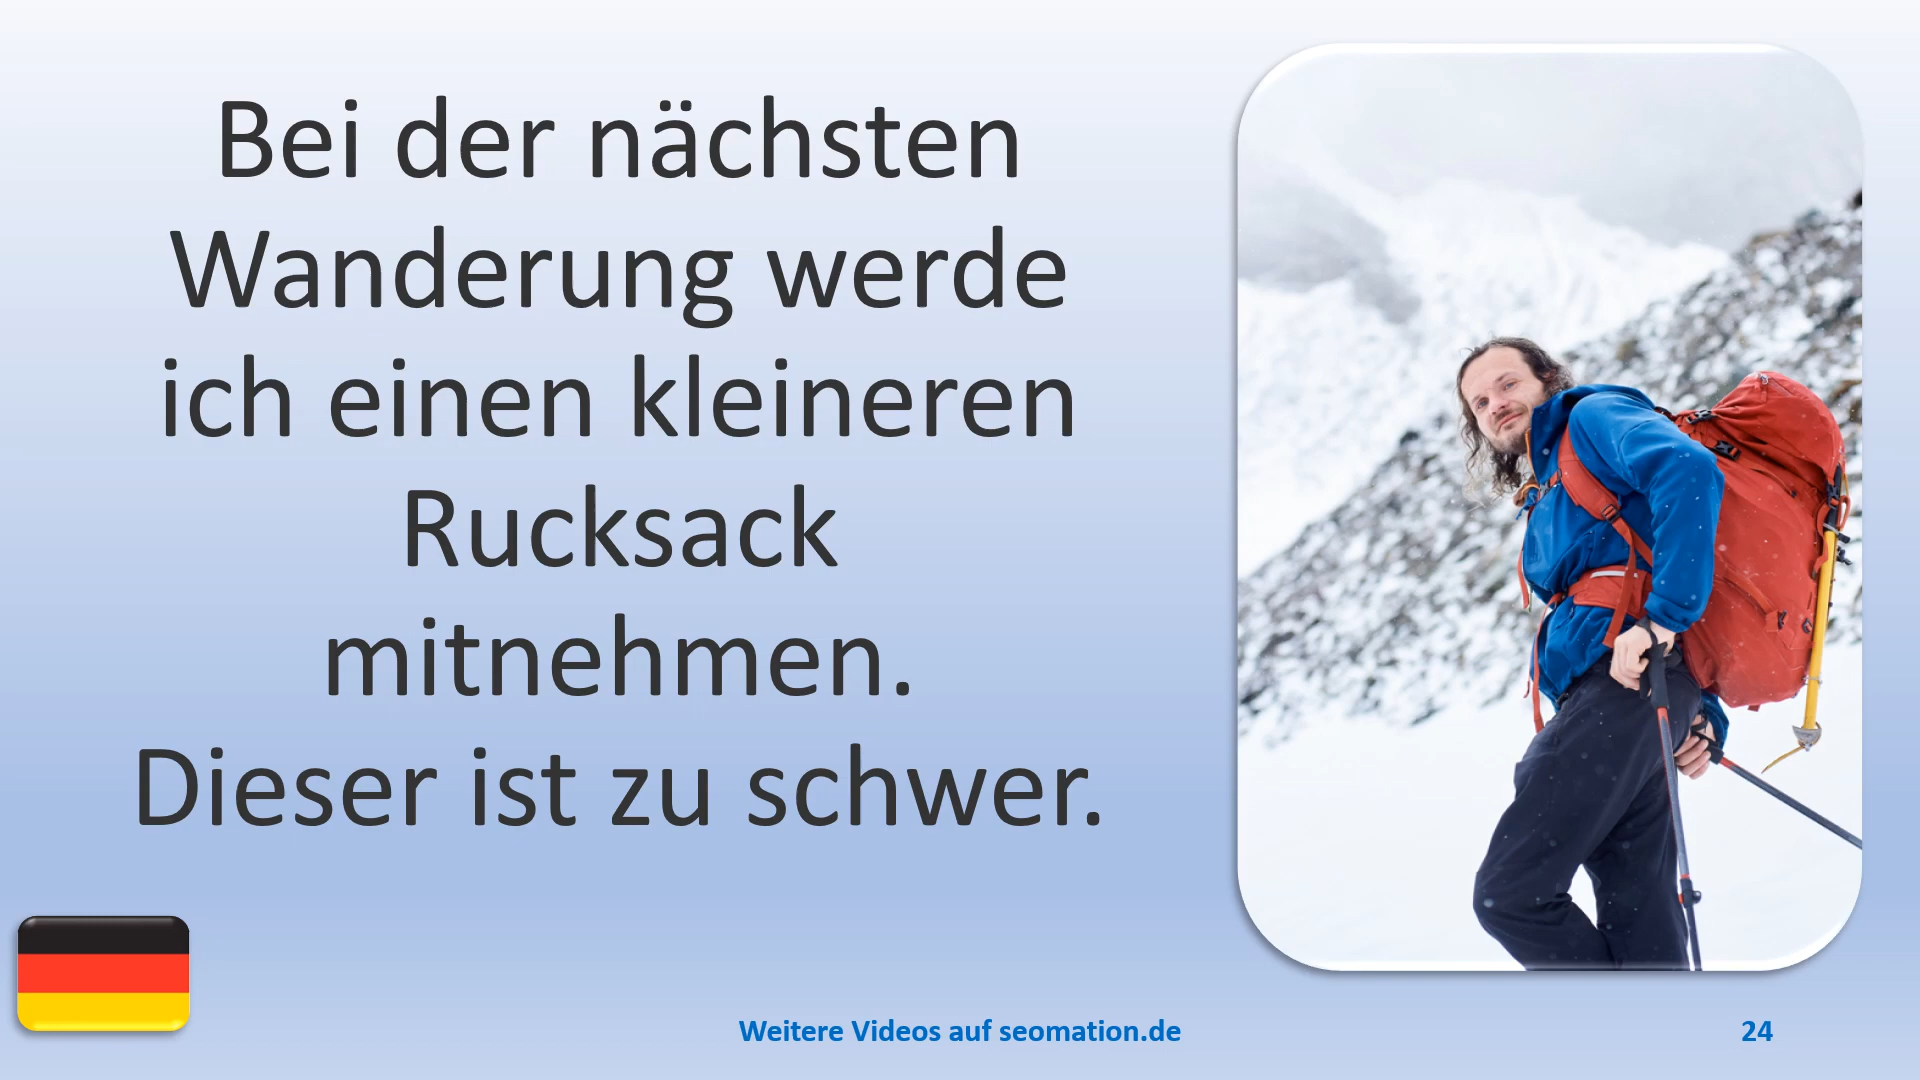 Bei der nächsten
Wanderung werde
ich einen kleineren
Rucksack
mitnehmen.
Dieser ist zu schwer.
Weitere Videos auf seomation.de
24